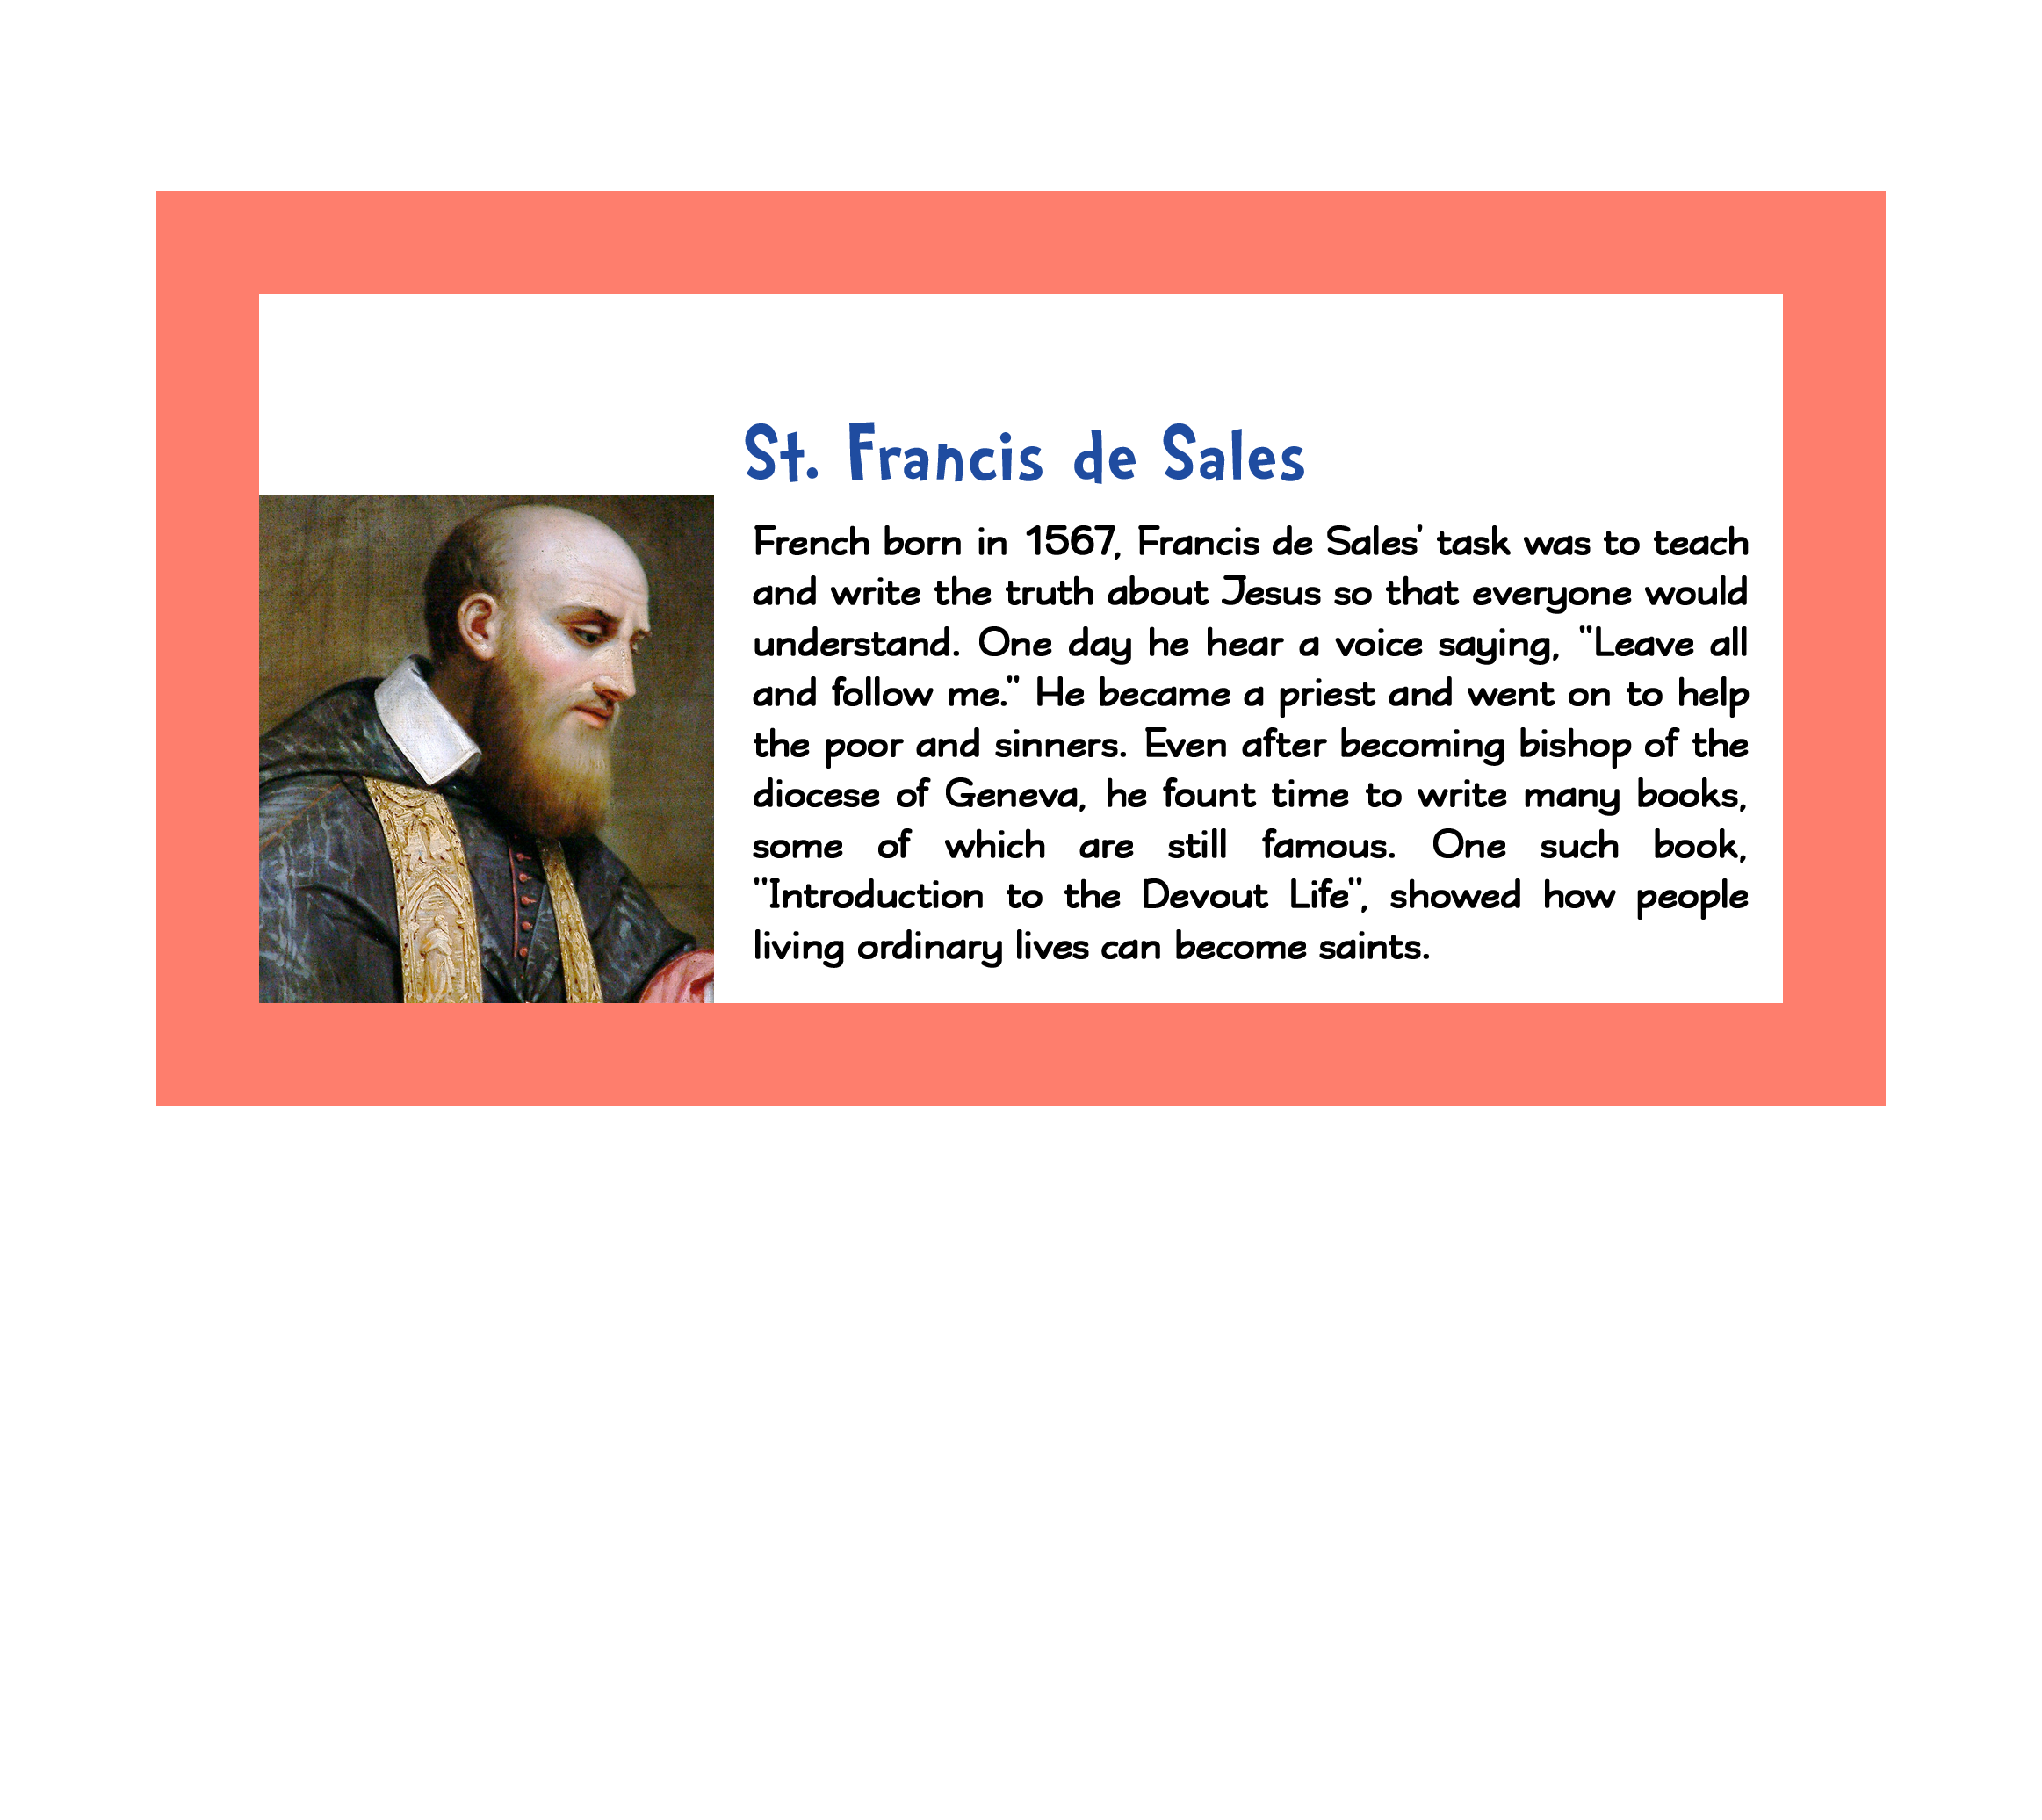 St. Francis de Sales
French born in 1567, Francis de Sales' task was to teach
and write the truth about Jesus so that everyone would
understand. One day he hear a voice saying, "Leave all
and follow me." He became a priest and went on to help
the poor and sinners. Even after becoming bishop of the
diocese of Geneva, he fount time to write many books,
some of which are still famous. One such book,
"Introduction to the Devout Life", showed how people
living ordinary lives can become saints.